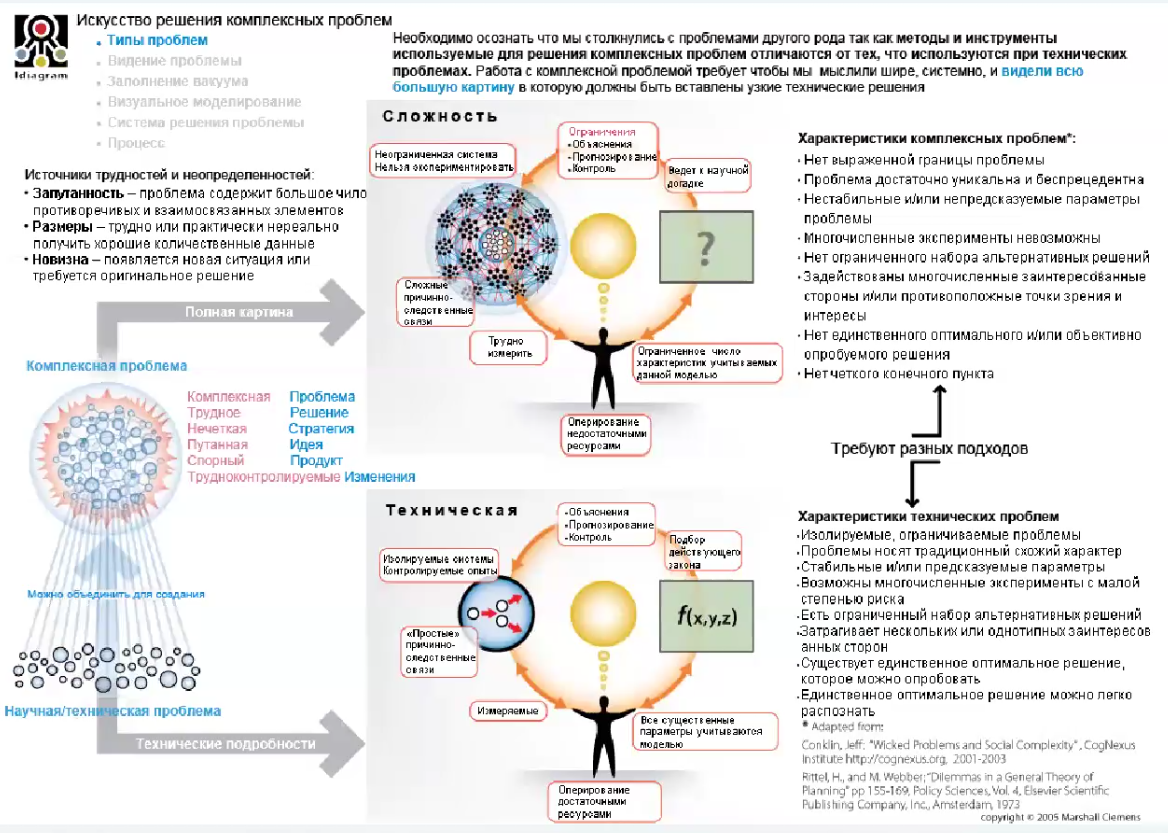 Искусство решения комплексных проблем
Idiagram
• Типы проблем
• Видение проблемы
• Заполнение вакуума
• Визуальное моделирование
• Система решения проблемы
• Процесс
Необходимо осознать что мы столкнулись с проблемами другого рода так как методы и инструменты
используемые для решения комплексных проблем отличаются от тех, что используются при технических
проблемах. Работа с комплексной проблемой требует чтобы мы мыслили шире, системно, и видели всю
большую картину в которую должны быть вставлены узкие технические решения
Источники трудностей и неопределенностей:
• Запутанность – проблема содержит большое чило
противоречивых и взаимосвязанных элементов
• Размеры – трудно или практически нереально
получить хорошие количественные данные
• Новизна – появляется новая ситуация или
требуется оригинальное решение
Полная картина
Комплексная проблема
Комплексная Проблема
Трудное Решение
Нечеткая Стратегия
Путанная Идея
Спорный Продукт
Трудноконтролируемые Изменения
Можно объединить для создания
Научная/техническая проблема
Технические подробности
Сложность
Неограниченная система
Нельзя экспериментировать
Ограничения
•Объяснения
•Прогнозирование
•Контроль
Ведет к научной
догадке
?
Сложные
причинно-
следственные
связи
Трудно
измерить
Ограниченное число
характеристик учитываемых
данной моделью
Оперирование
недостаточными
ресурсами
Техническая
•Объяснения
•Прогнозирование
•Контроль
Изолируемые системы
Контролируемые опыты
Подбор
действующего
закона
f(x,y,z)
«Простые»
причинно-
следственные
связи
Измеряемые
Все существенные
параметры учитываются
моделью
Оперирование
достаточными
ресурсами
Характеристики комплексных проблем*:
· Нет выраженной границы проблемы
· Проблема достаточно уникальна и беспрецедентна
· Нестабильные и/или непредсказуемые параметры
проблемы
· Многочисленные эксперименты невозможны
· Нет ограниченного набора альтернативных решений
· Задействованы многочисленные заинтересованные
стороны и/или противоположные точки зрения и
интересы
· Нет единственного оптимального и/или объективно
опробуемого решения
· Нет четкого конечного пункта
Требуют разных подходов
Характеристики технических проблем
·Изолируемые, ограничиваемые проблемы
·Проблемы носят традиционный схожий характер
·Стабильные и/или предсказуемые параметры
·Возможны многочисленные эксперименты с малой
степенью риска
·Есть ограниченный набор альтернативных решений
·Затрагивает нескольких или однотипных заинтересов
анных сторон
·Существует единственное оптимальное решение,
которое можно опробовать
·Единственное оптимальное решение можно легко
распознать
* Adapted from:
Conklin, Jeff; "Wicked Problems and Social Complexity", CogNexus
Institute http://cognexus.org, 2001-2003
Rittel, H., and M. Webber; "Dilemmas in a General Theory of
Planning" pp 155-169, Policy Sciences, Vol. 4, Elsevier Scientific
Publishing Company, Inc., Amsterdam, 1973
copyright © 2005 Marshall Clemens